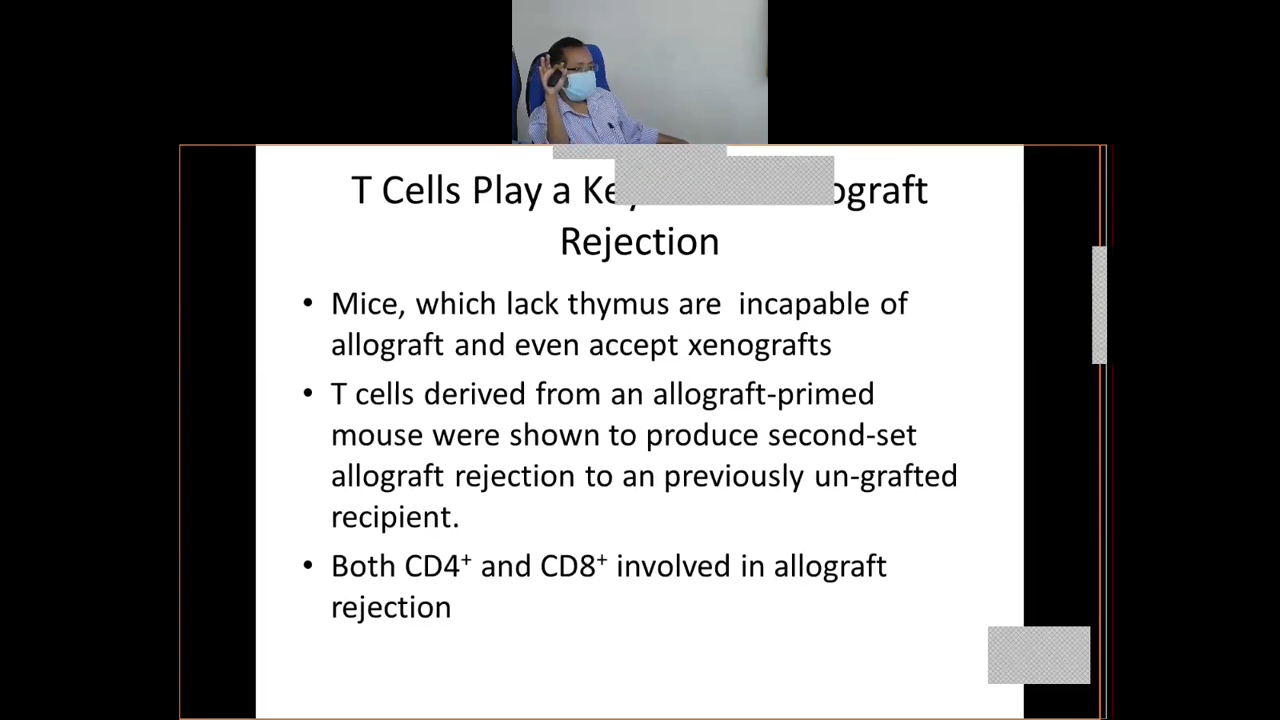 T Cells Play a Key
Rejection
• Mice, which lack thymus are incapable of
allograft and even accept xenografts
• T cells derived from an allograft-primed
mouse were shown to produce second-set
allograft rejection to an previously un-grafted
recipient.
• Both CD4⁺ and CD8⁺ involved in allograft
rejection